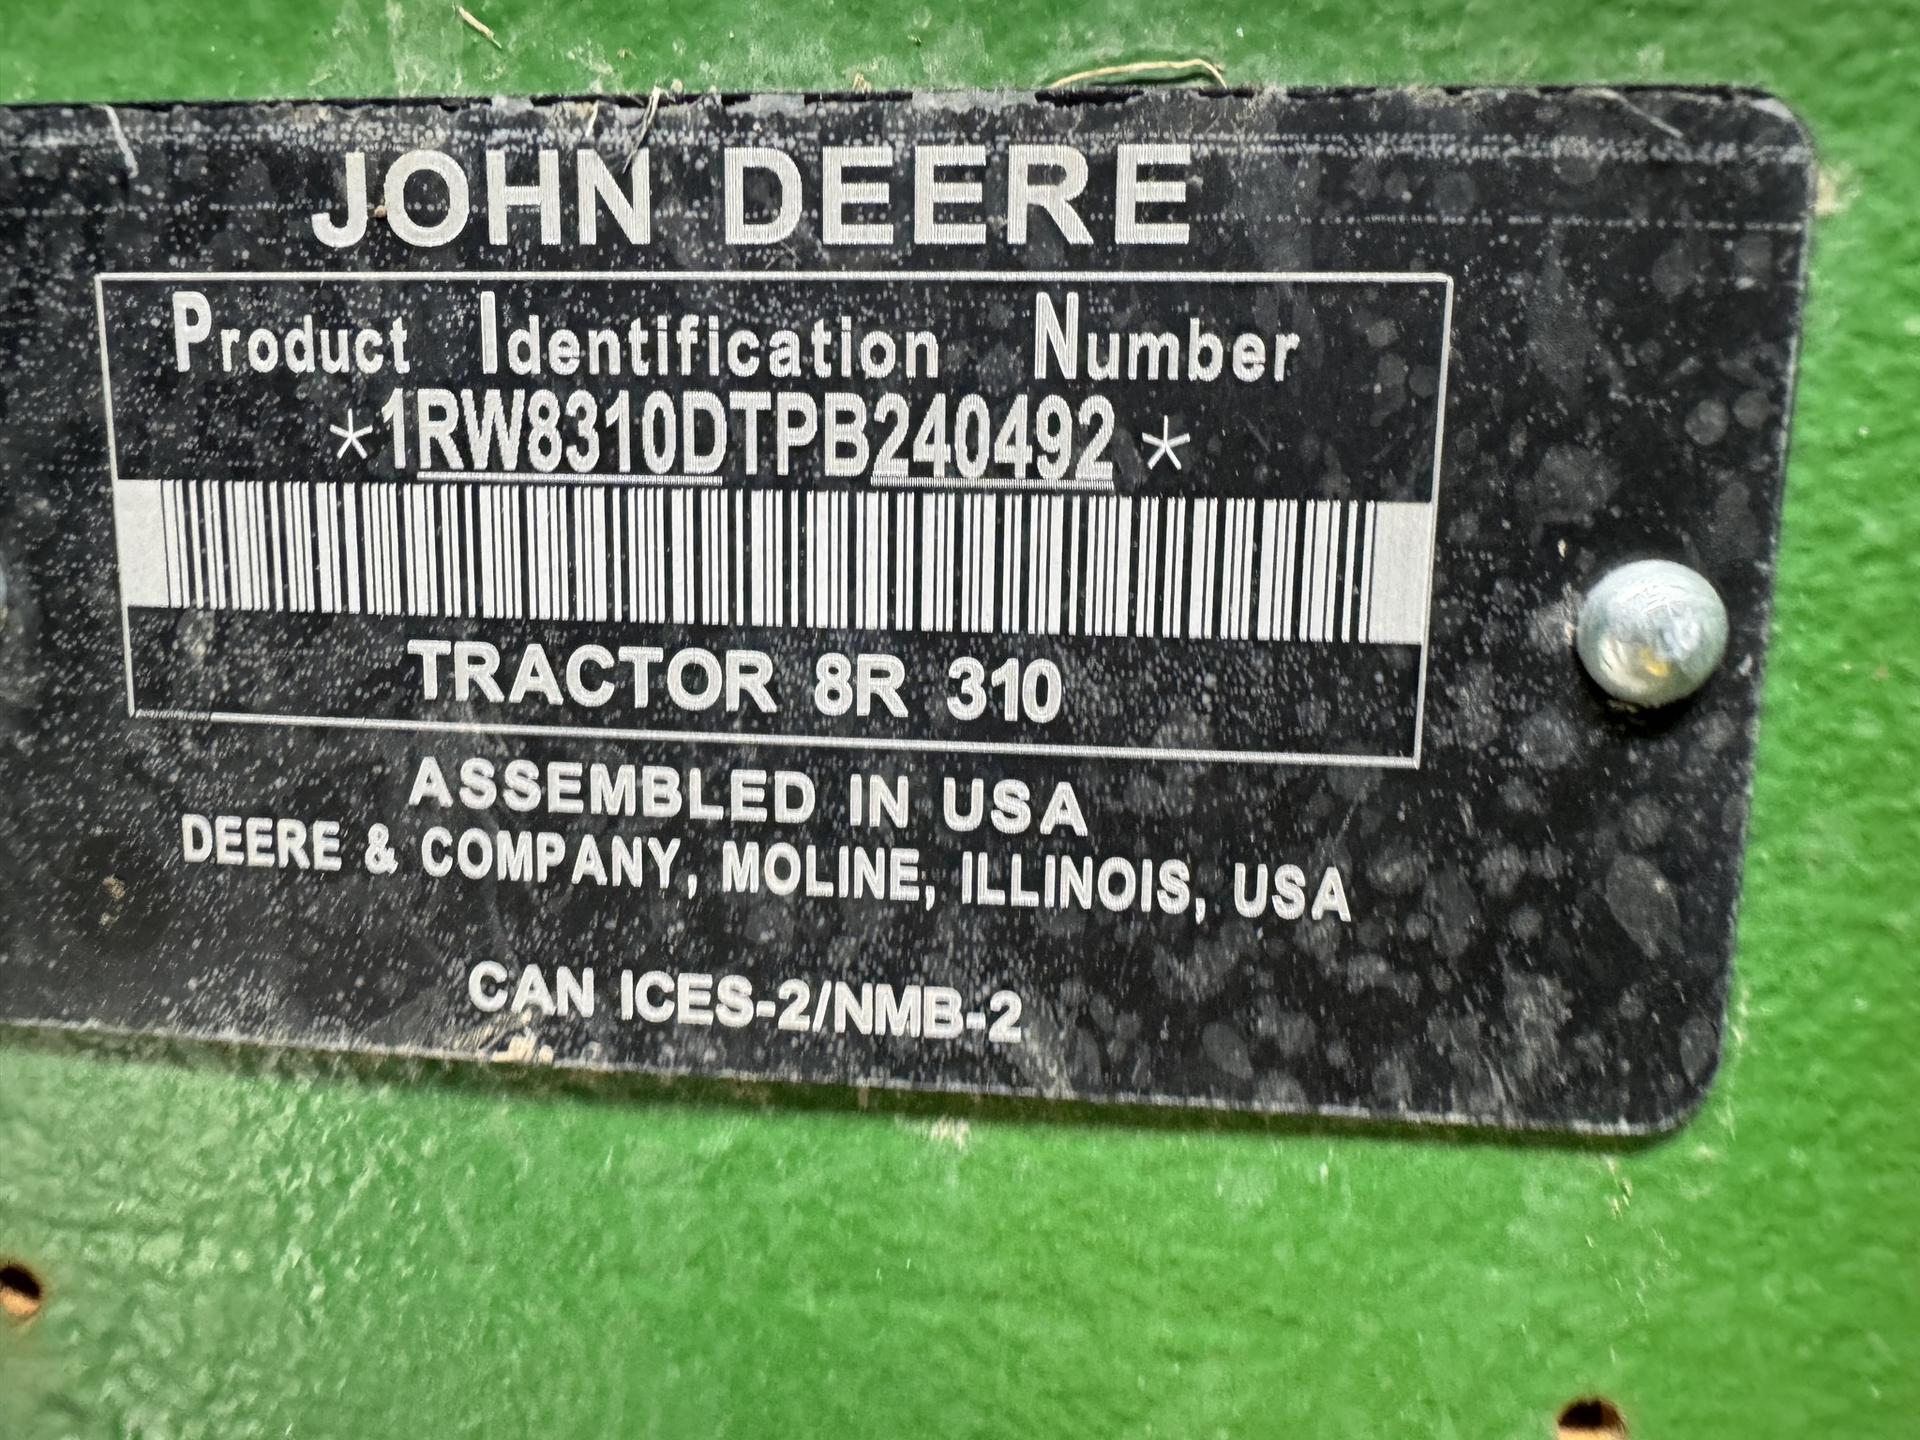 JOHN DEERE
Product Identification Number
*1RW8310DTPB240492*
TRACTOR 8R 310
ASSEMBLED IN USA
DEERE & COMPANY, MOLINE, ILLINOIS, USA
CAN ICES-2/NMB-2